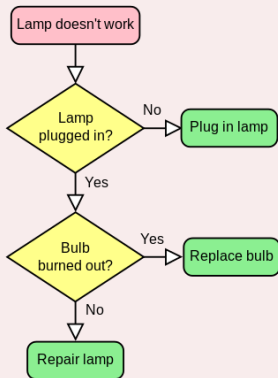 Lamp doesn't work
Lamp
plugged in?
No
Plug in lamp
Yes
Bulb
burned out?
Yes
Replace bulb
No
Repair lamp